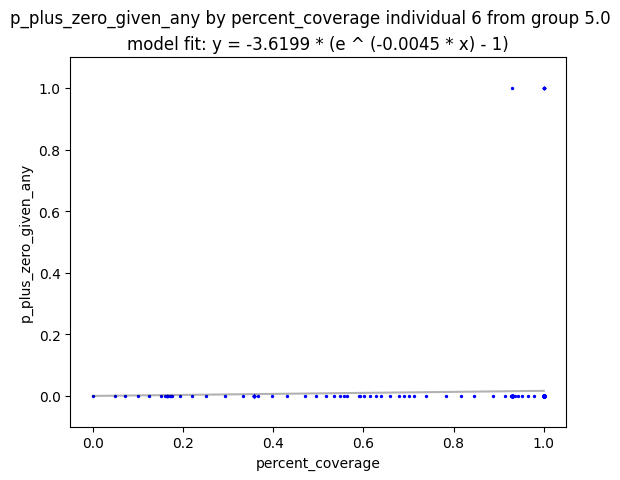 p_plus_zero_given_any by percent_coverage individual 6 from group 5.0
model fit: y = -3.6199 * (e ^ (-0.0045 * x) - 1)
1.0
0.8
0.6
0.4
0.2
0.0
p_plus_zero_given_any
0.0 0.2 0.4 0.6 0.8 1.0
percent_coverage